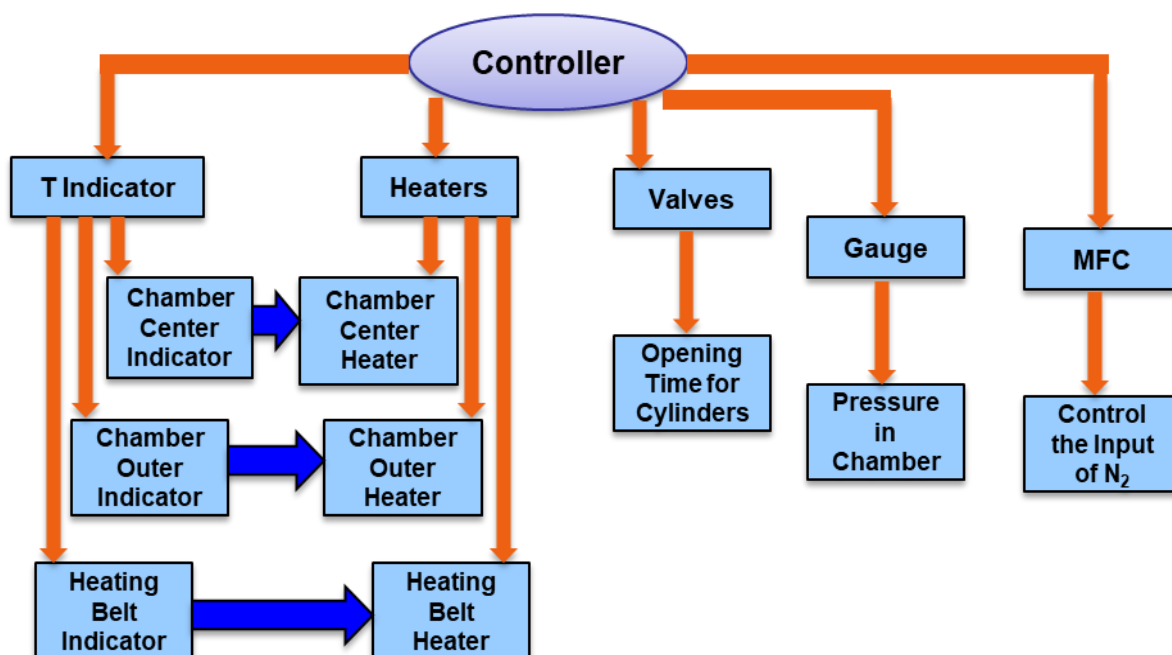 Controller
T Indicator
Heaters
Valves
Gauge
MFC
Chamber
Center
Indicator
Chamber
Center
Heater
Opening
Time for
Cylinders
Pressure
in
Chamber
Control
the Input
of N₂
Chamber
Outer
Indicator
Chamber
Outer
Heater
Heating
Belt
Indicator
Heating
Belt
Heater